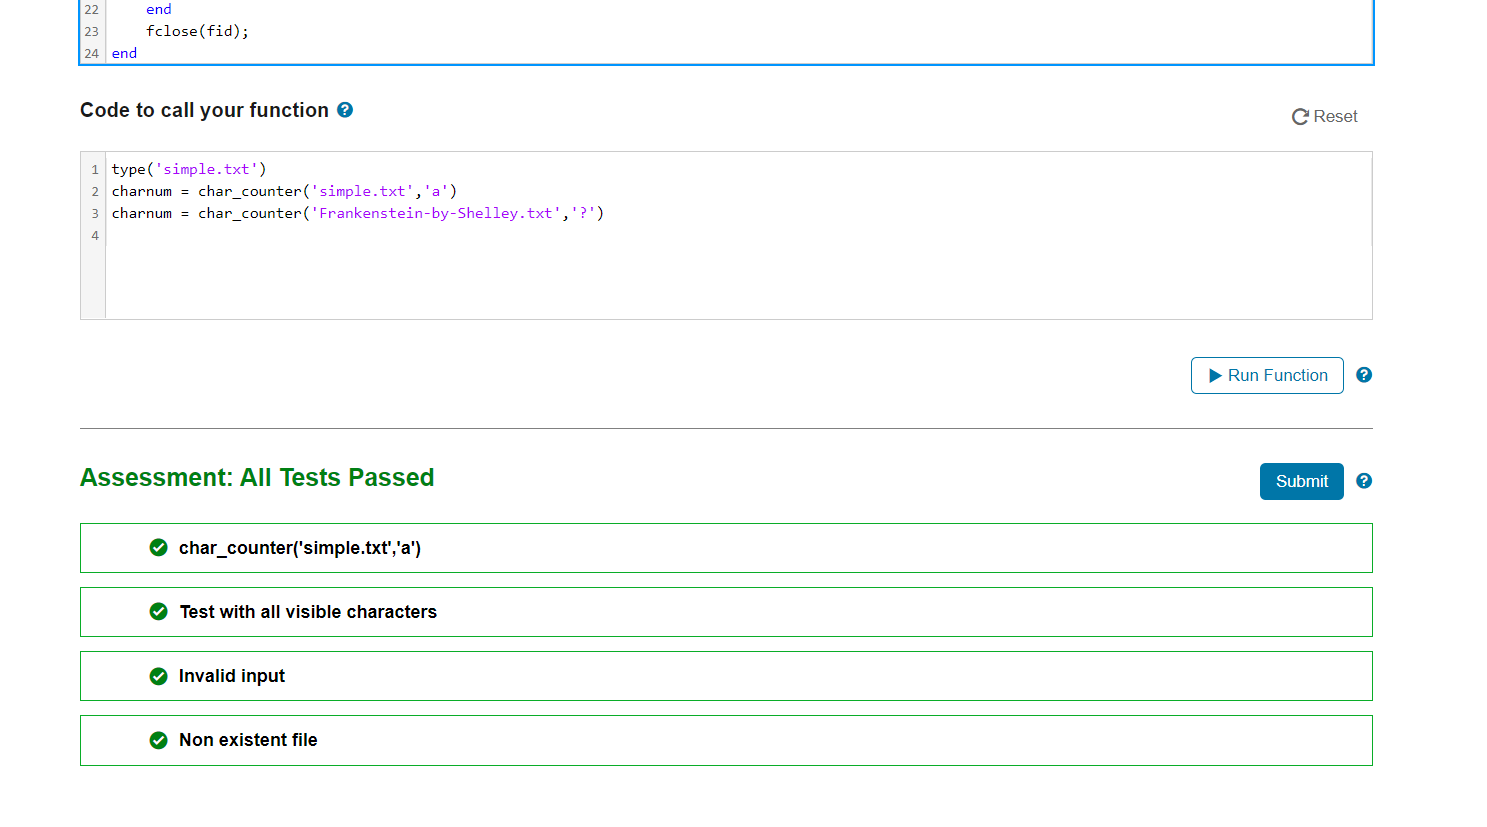 22 end
23 fclose(fid);
24 end
Code to call your function ?
Reset
1 type('simple.txt')
2 charnum = char_counter('simple.txt','a')
3 charnum = char_counter('Frankenstein-by-Shelley.txt','?')
4
Run Function ?
Assessment: All Tests Passed
Submit ?
char_counter('simple.txt','a')
Test with all visible characters
Invalid input
Non existent file